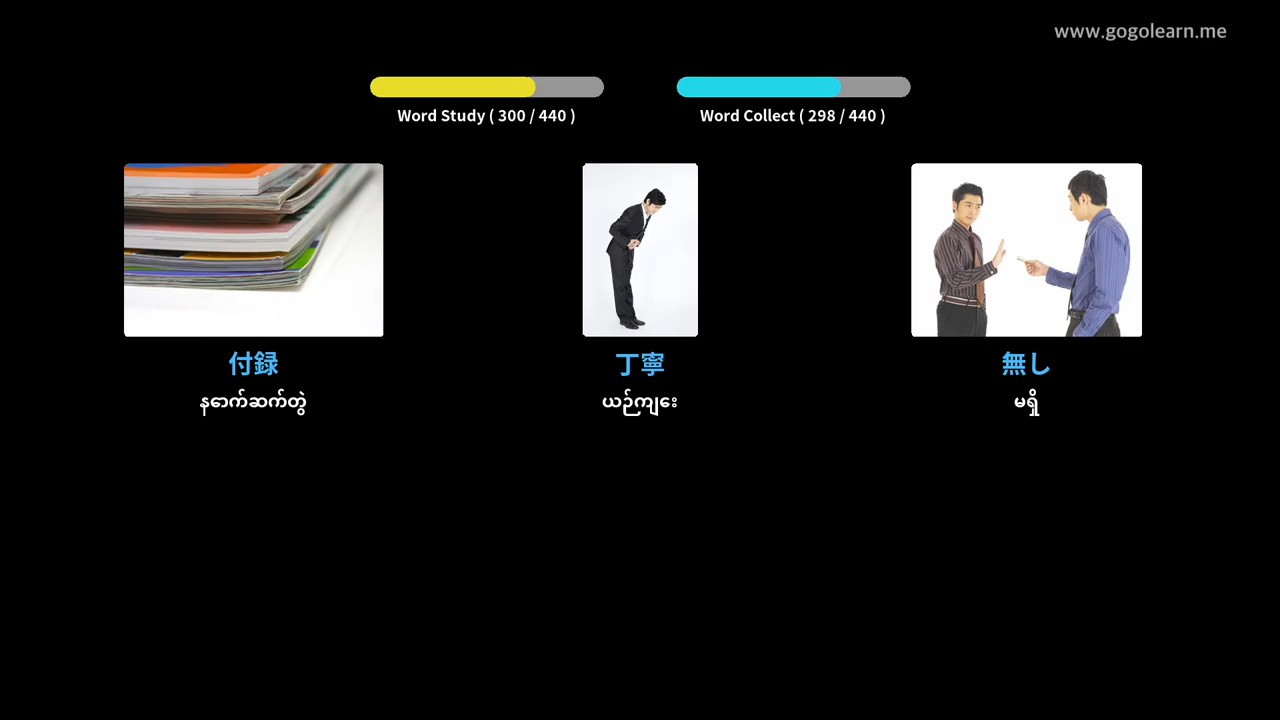 www.gogolearn.me
Word Study ( 300 / 440 )
Word Collect ( 298 / 440 )
付録
丁寧
無し
နောက်ဆက်တွဲ
ယဉ်ကျေး
မရှိ